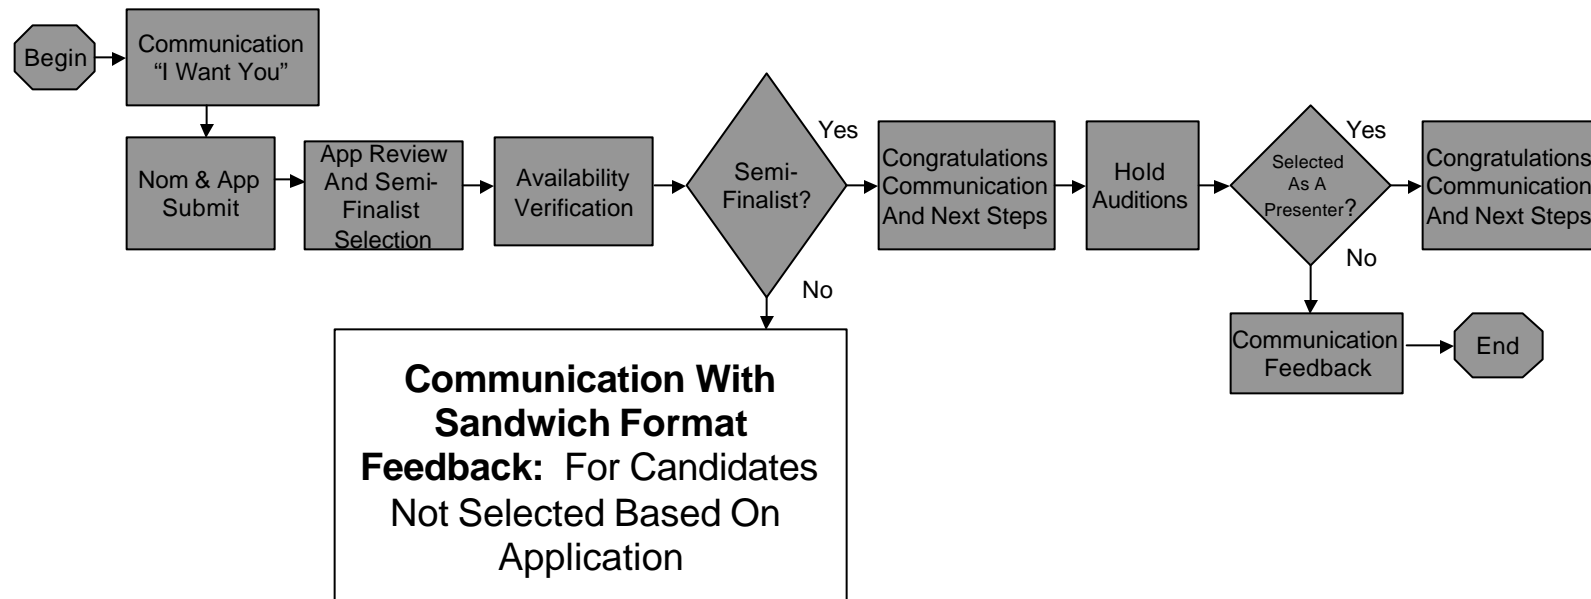 Begin
Communication
“I Want You”
Nom & App
Submit
App Review
And Semi-
Finalist
Selection
Availability
Verification
Semi-
Finalist?
Yes
No
Congratulations
Communication
And Next Steps
Hold
Auditions
Selected
As A
Presenter?
Yes
No
Congratulations
Communication
And Next Steps
Communication
Feedback
End
Communication With
Sandwich Format
Feedback: For Candidates
Not Selected Based On
Application